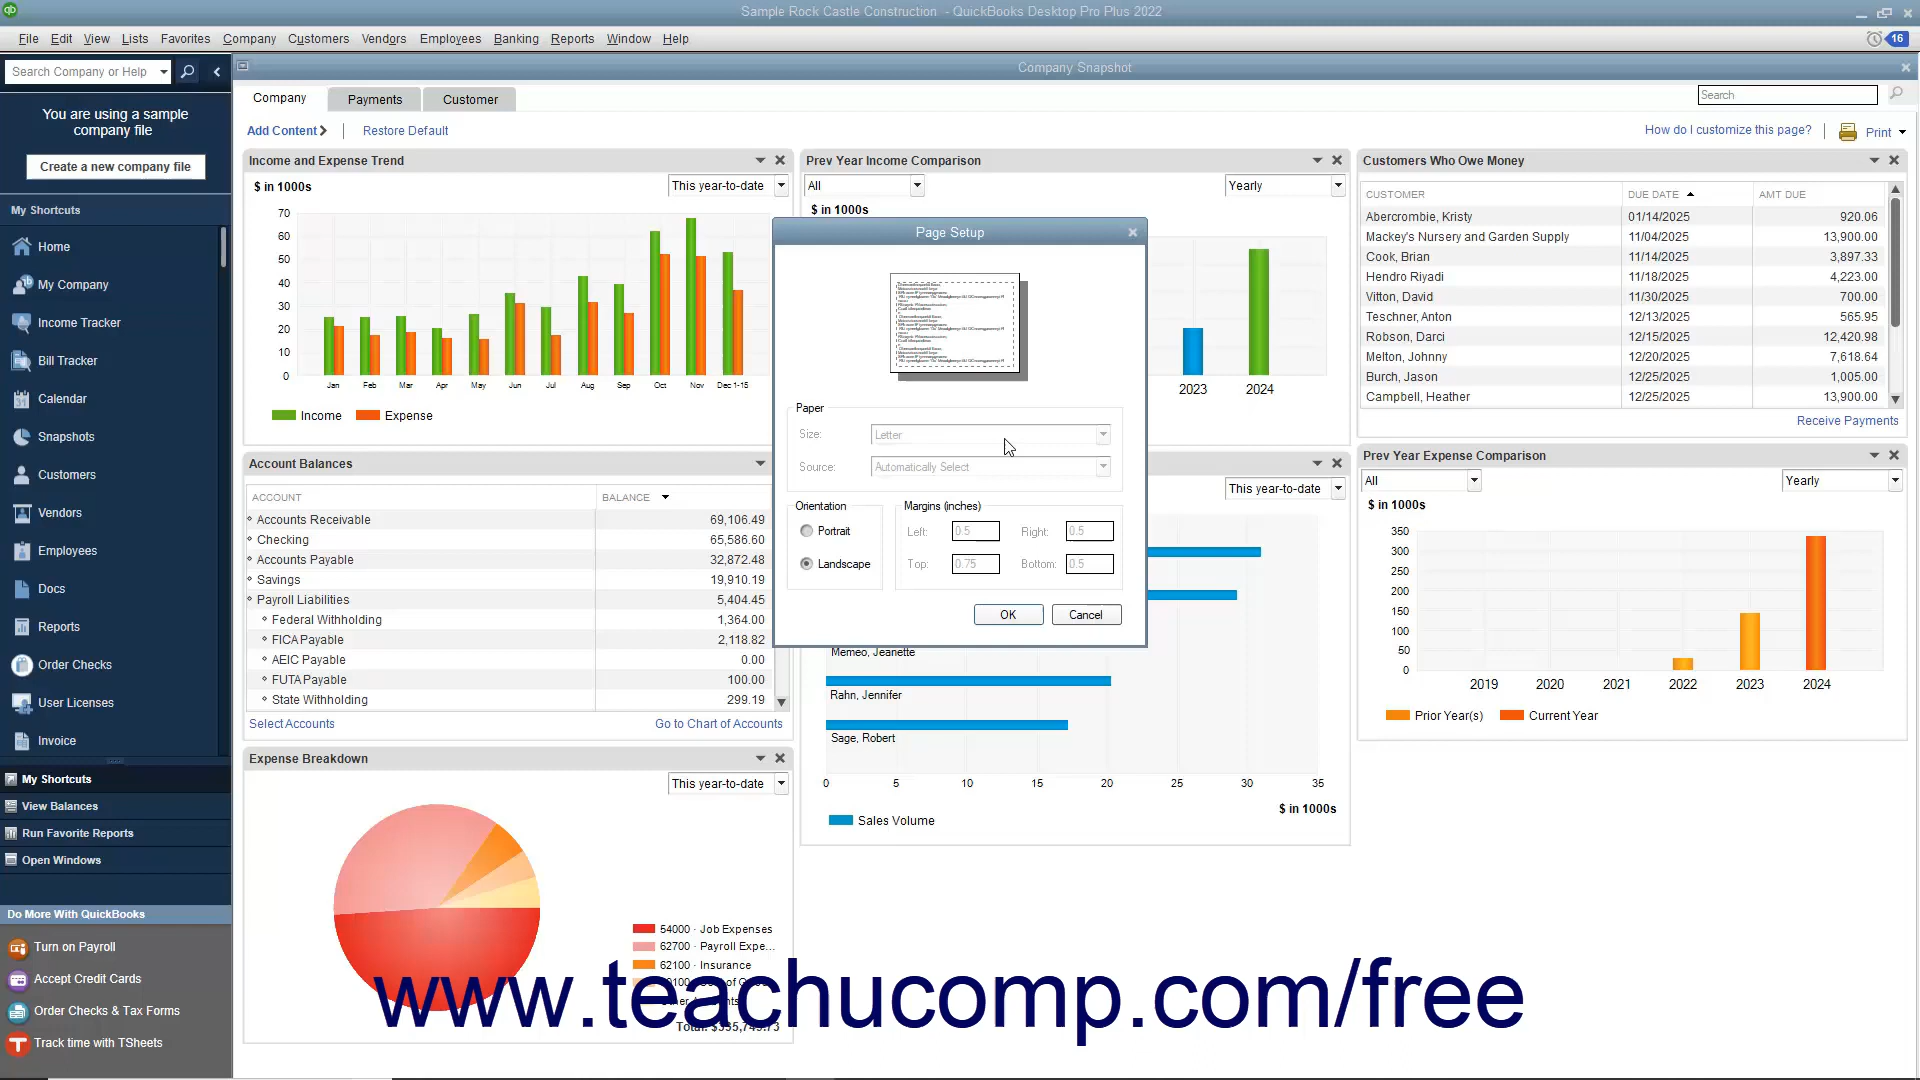 Sample Rock Castle Construction - QuickBooks Desktop Pro Plus 2022
File Edit View Lists Favorites Company Customers Vendors Employees Banking Reports Window Help
16
Search Company or Help
Company Snapshot
You are using a sample
company file
Create a new company file
My Shortcuts
Home
My Company
Income Tracker
Bill Tracker
Calendar
Snapshots
Customers
Vendors
Employees
Docs
Reports
Order Checks
User Licenses
Invoice
My Shortcuts
View Balances
Run Favorite Reports
Open Windows
Do More With QuickBooks
Turn on Payroll
Accept Credit Cards
Order Checks & Tax Forms
Track time with TSheets
Company Payments Customer
Search
Add Content Restore Default
How do I customize this page? Print
Income and Expense Trend
$ in 1000s
This year-to-date
70
60
50
40
30
20
10
0
Jan Feb Mar Apr May Jun Jul Aug Sep Oct Nov Dec 1-15
Income Expense
Prev Year Income Comparison
All Yearly
$ in 1000s
2023 2024
Customers Who Owe Money
CUSTOMER DUE DATE AMT DUE
Abercrombie, Kristy 01/14/2025 920.06
Mackey's Nursery and Garden Supply 11/04/2025 13,900.00
Cook, Brian 11/14/2025 3,897.33
Hendro Riyadi 11/18/2025 4,223.00
Vitton, David 11/30/2025 700.00
Teschner, Anton 12/13/2025 565.95
Robson, Darci 12/15/2025 12,420.98
Melton, Johnny 12/20/2025 7,618.64
Burch, Jason 12/25/2025 1,005.00
Campbell, Heather 12/25/2025 13,900.00
Receive Payments
Page Setup
Paper
Size: Letter
Source: Automatically Select
Orientation
Portrait
Landscape
Margins (inches)
Left: 0.5 Right: 0.5
Top: 0.75 Bottom: 0.5
OK Cancel
Account Balances
ACCOUNT BALANCE
Accounts Receivable 69,106.49
Checking 65,586.60
Accounts Payable 32,872.48
Savings 19,910.19
Payroll Liabilities 5,404.45
Federal Withholding 1,364.00
FICA Payable 2,118.82
AEIC Payable 0.00
FUTA Payable 100.00
State Withholding 299.19
Select Accounts Go to Chart of Accounts
This year-to-date
Memeo, Jeanette
Rahn, Jennifer
Sage, Robert
0 5 10 15 20 25 30 35
$ in 1000s
Sales Volume
Prev Year Expense Comparison
All Yearly
$ in 1000s
350
300
250
200
150
100
50
0
2019 2020 2021 2022 2023 2024
Prior Year(s) Current Year
Expense Breakdown
This year-to-date
54000 · Job Expenses
62700 · Payroll Expe...
62100 · Insurance
www.teachucomp.com/free